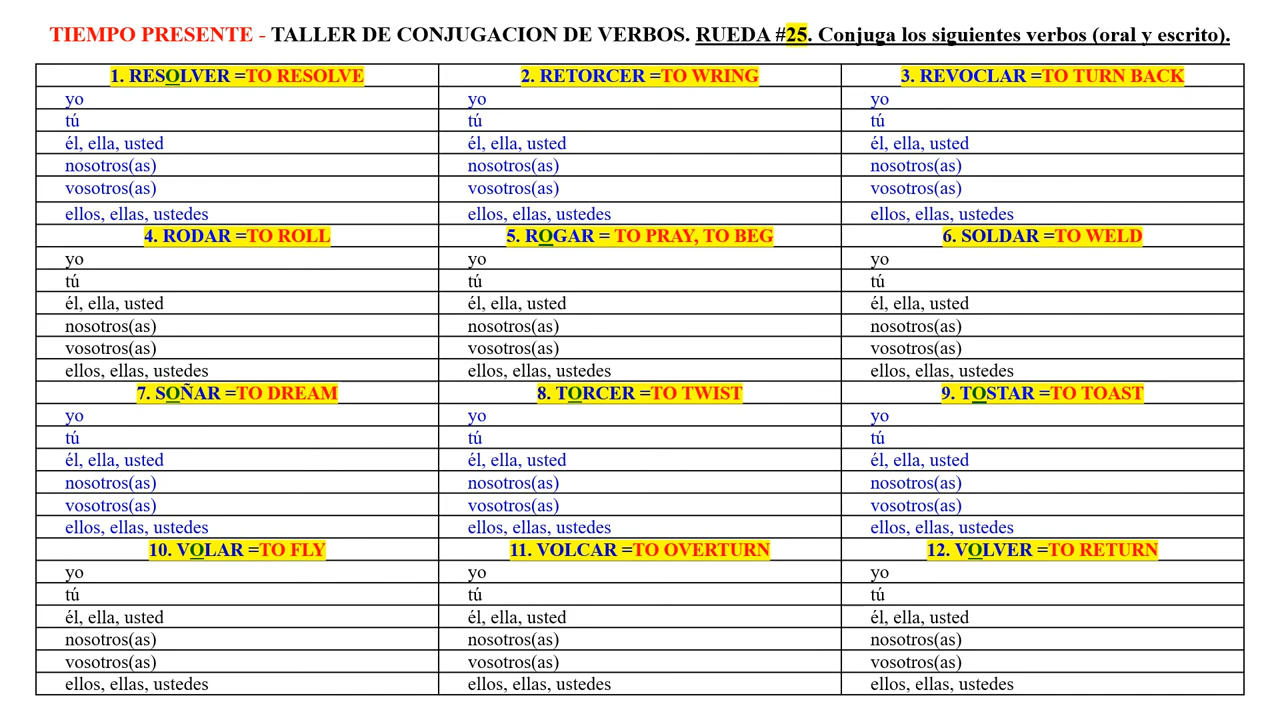 TIEMPO PRESENTE - TALLER DE CONJUGACION DE VERBOS. RUEDA #25. Conjuga los siguientes verbos (oral y escrito).
1. RESOLVER =TO RESOLVE 2. RETORCER =TO WRING 3. REVOCLAR =TO TURN BACK
yo yo yo
tú tú tú
él, ella, usted él, ella, usted él, ella, usted
nosotros(as) nosotros(as) nosotros(as)
vosotros(as) vosotros(as) vosotros(as)
ellos, ellas, ustedes ellos, ellas, ustedes ellos, ellas, ustedes
4. RODAR =TO ROLL 5. ROGAR = TO PRAY, TO BEG 6. SOLDAR =TO WELD
yo yo yo
tú tú tú
él, ella, usted él, ella, usted él, ella, usted
nosotros(as) nosotros(as) nosotros(as)
vosotros(as) vosotros(as) vosotros(as)
ellos, ellas, ustedes ellos, ellas, ustedes ellos, ellas, ustedes
7. SOÑAR =TO DREAM 8. TORCER =TO TWIST 9. TOSTAR =TO TOAST
yo yo yo
tú tú tú
él, ella, usted él, ella, usted él, ella, usted
nosotros(as) nosotros(as) nosotros(as)
vosotros(as) vosotros(as) vosotros(as)
ellos, ellas, ustedes ellos, ellas, ustedes ellos, ellas, ustedes
10. VOLAR =TO FLY 11. VOLCAR =TO OVERTURN 12. VOLVER =TO RETURN
yo yo yo
tú tú tú
él, ella, usted él, ella, usted él, ella, usted
nosotros(as) nosotros(as) nosotros(as)
vosotros(as) vosotros(as) vosotros(as)
ellos, ellas, ustedes ellos, ellas, ustedes ellos, ellas, ustedes